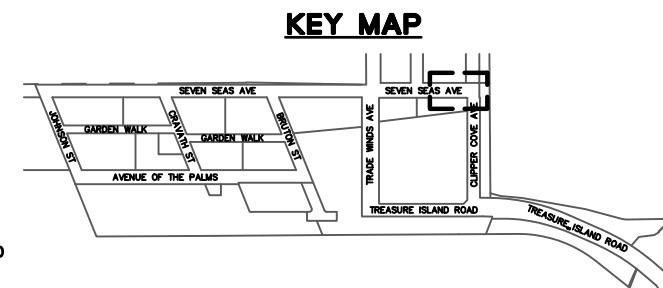 KEY MAP
SEVEN SEAS AVE
SEVEN SEAS AVE
JOHNSON ST
GARDEN WALK
CRAVATH ST
GARDEN WALK
BRUTON ST
TRADE WINDS AVE
CLIPPER COVE AVE
AVENUE OF THE PALMS
TREASURE ISLAND ROAD
TREASURE ISLAND ROAD